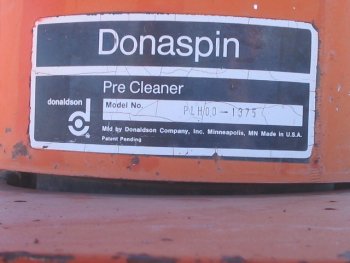 Donaspin
Pre Cleaner
donaldson
Model No. PLH00-1375
Mfd by Donaldson Company, Inc. Minneapolis, MN Made in U.S.A.
Patent Pending